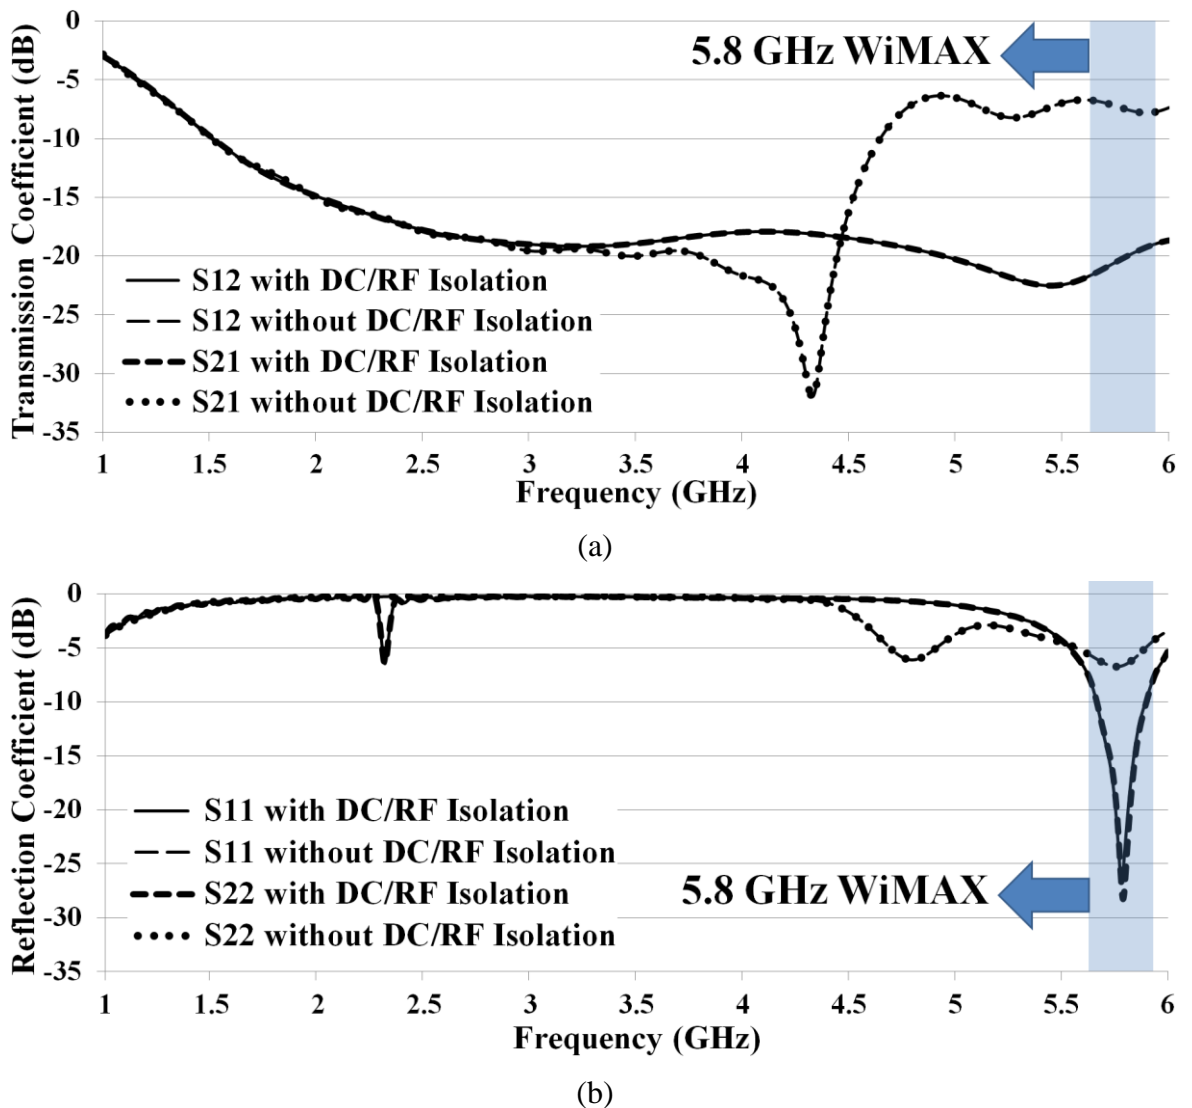 0
-5
-10
-15
-20
-25
-30
-35
Transmission Coefficient (dB)
5.8 GHz WiMAX
S12 with DC/RF Isolation
S12 without DC/RF Isolation
S21 with DC/RF Isolation
S21 without DC/RF Isolation
1 1.5 2 2.5 3 3.5 4 4.5 5 5.5 6
Frequency (GHz)
(a)
0
-5
-10
-15
-20
-25
-30
-35
Reflection Coefficient (dB)
S11 with DC/RF Isolation
S11 without DC/RF Isolation
S22 with DC/RF Isolation
S22 without DC/RF Isolation
5.8 GHz WiMAX
1 1.5 2 2.5 3 3.5 4 4.5 5 5.5 6
Frequency (GHz)
(b)